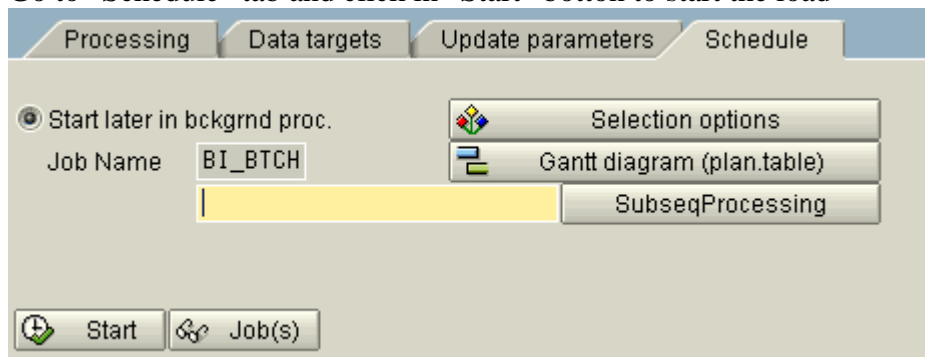 Go to "Schedule" tab and click in "Start" botton to start the load
Processing Data targets Update parameters Schedule
Start later in bckgrnd proc. Selection options
Job Name BI_BTCH Gantt diagram (plan.table)
SubseqProcessing
Start Job(s)